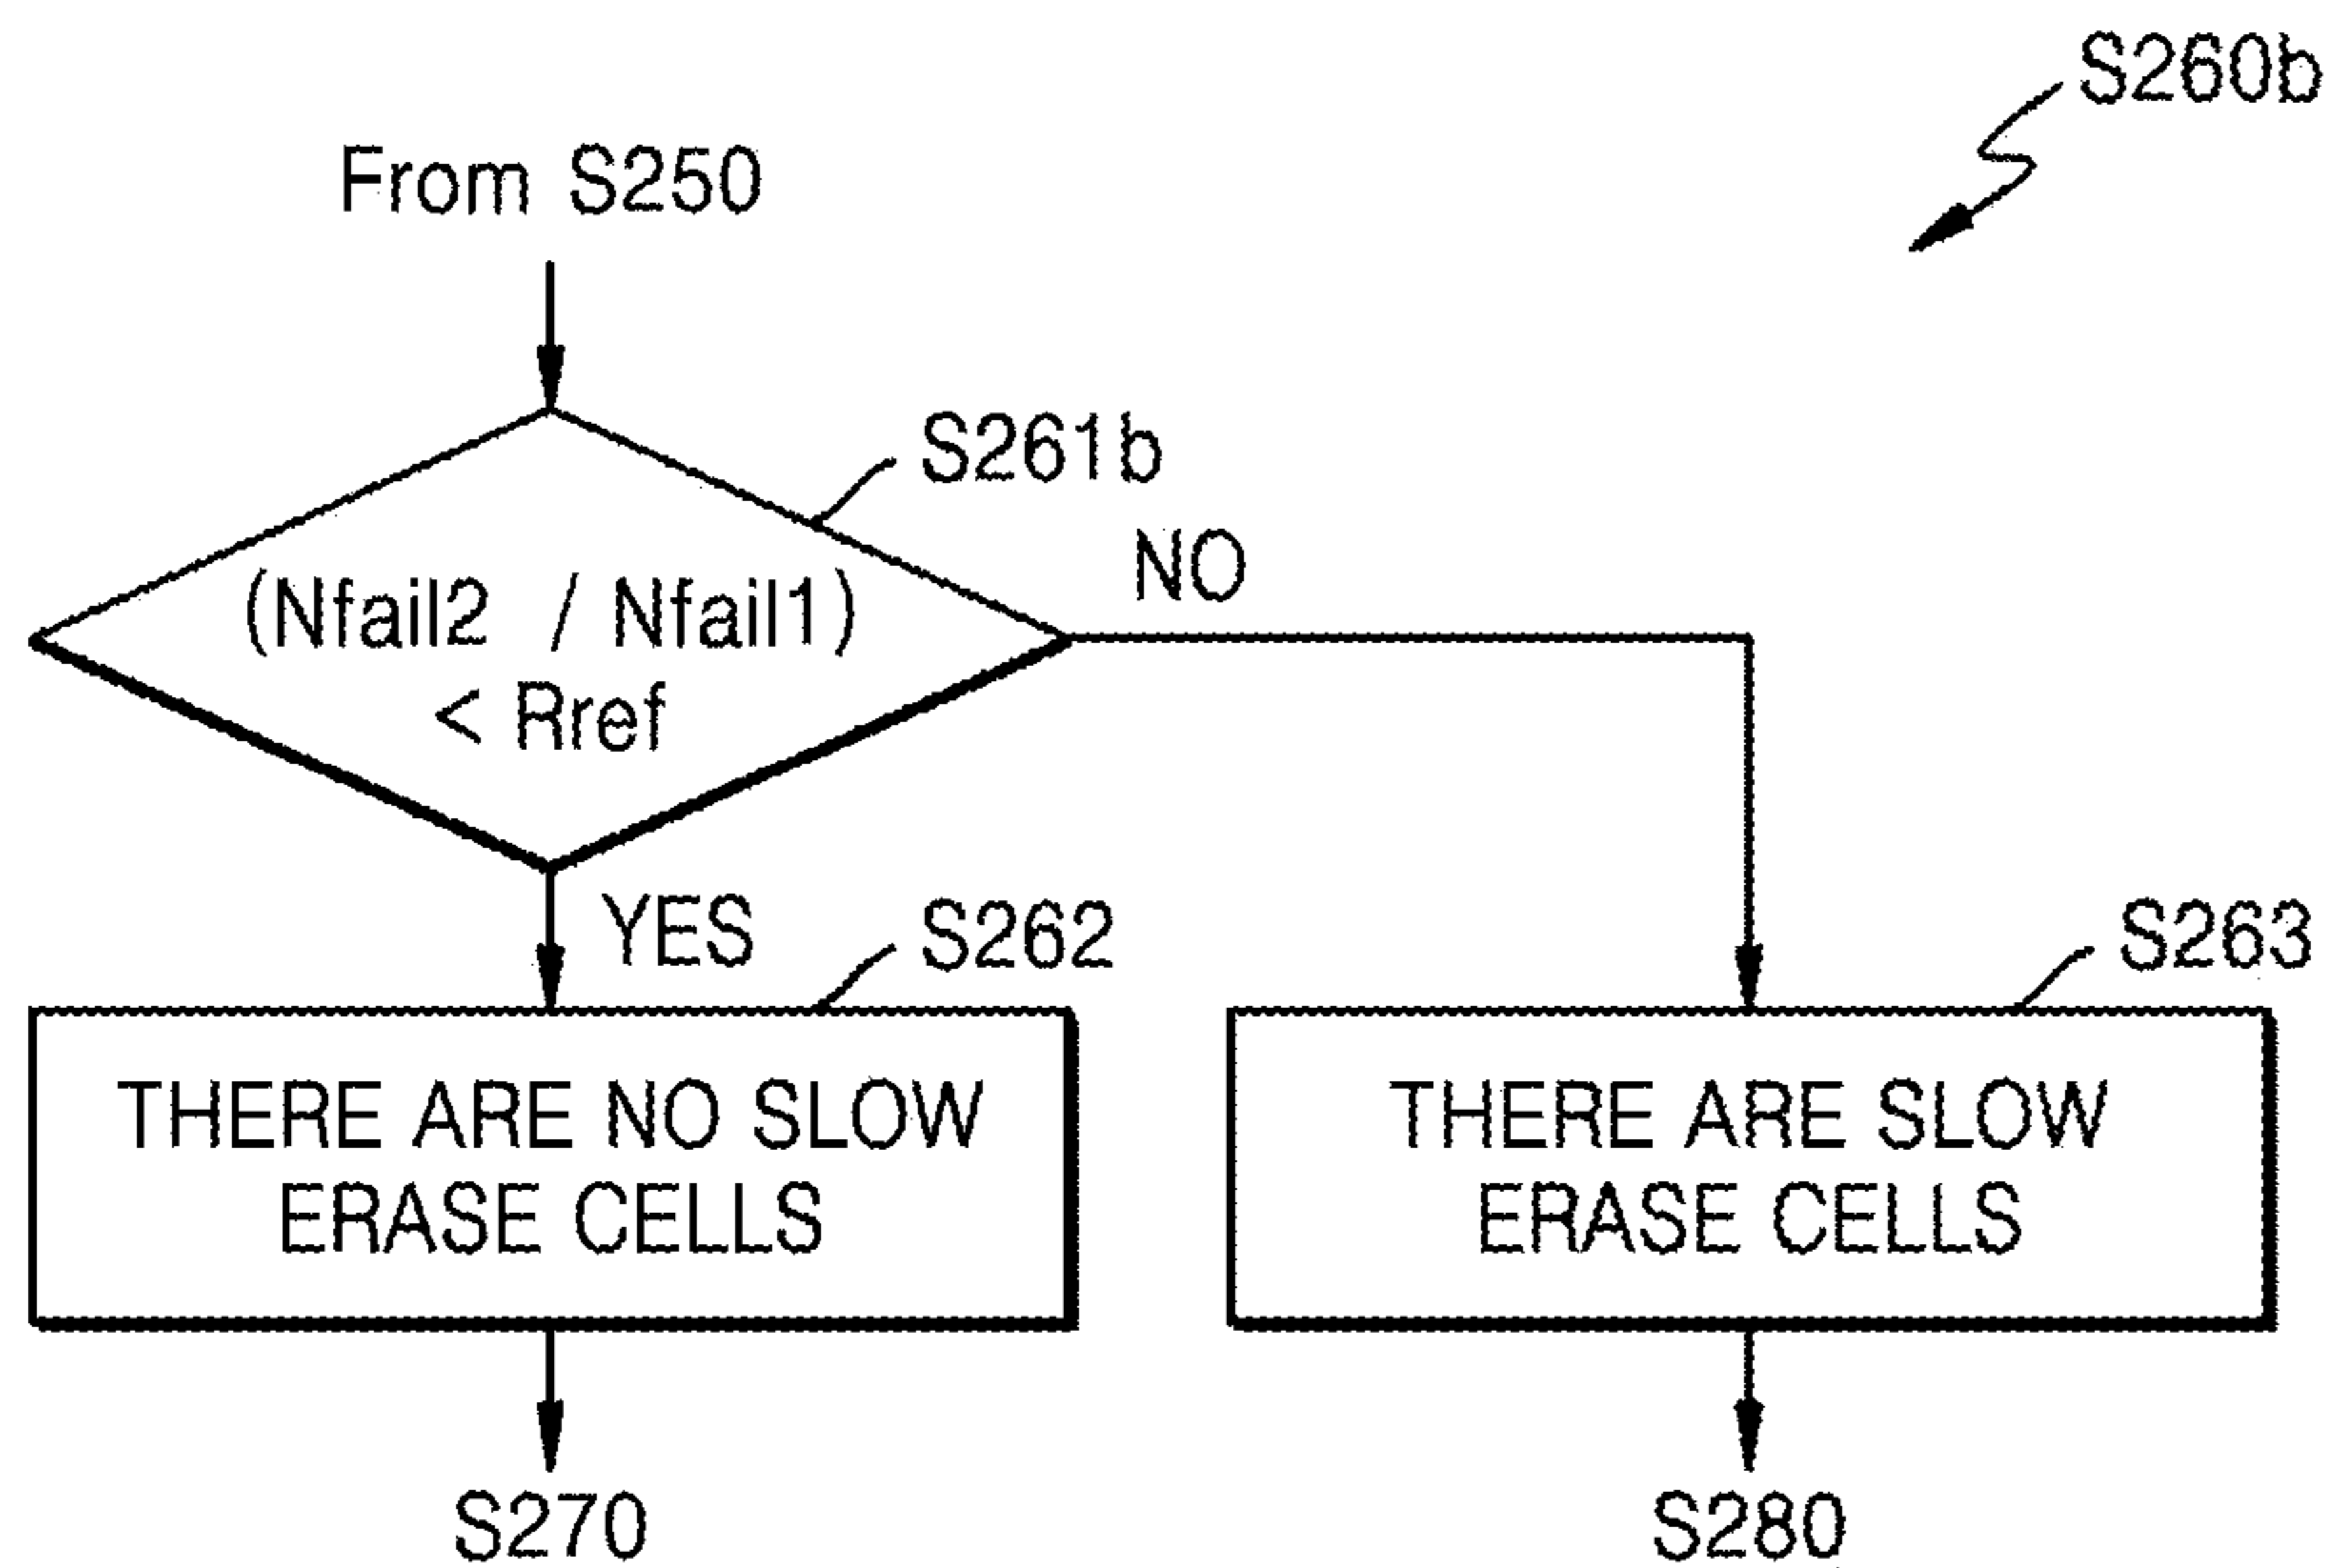 S260b
From S250
S261b
NO
(Nfail2 / Nfail1)
< Rref
YES
S262
S263
THERE ARE NO SLOW
ERASE CELLS
THERE ARE SLOW
ERASE CELLS
S270
S280